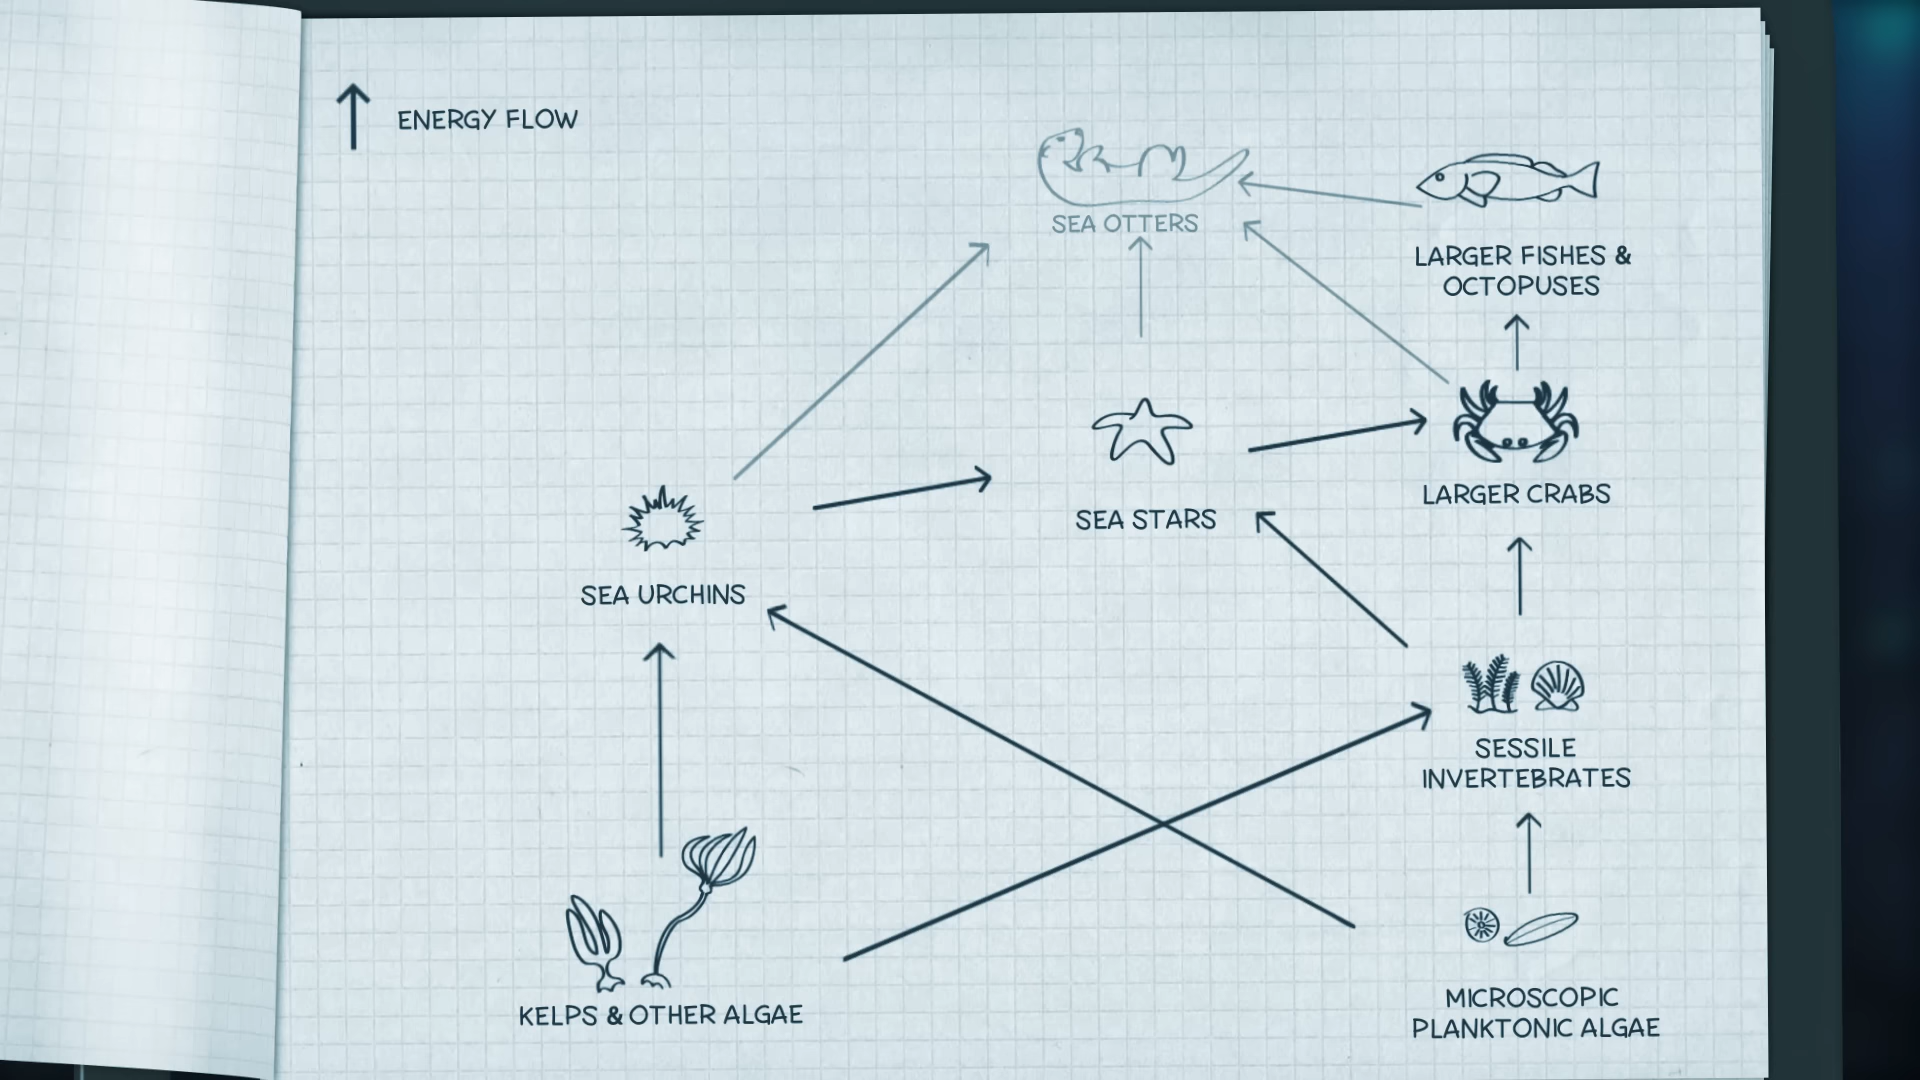 ENERGY FLOW
SEA OTTERS
LARGER FISHES &
OCTOPUSES
LARGER CRABS
SEA STARS
SEA URCHINS
SESSILE
INVERTEBRATES
KELPS & OTHER ALGAE
MICROSCOPIC
PLANKTONIC ALGAE